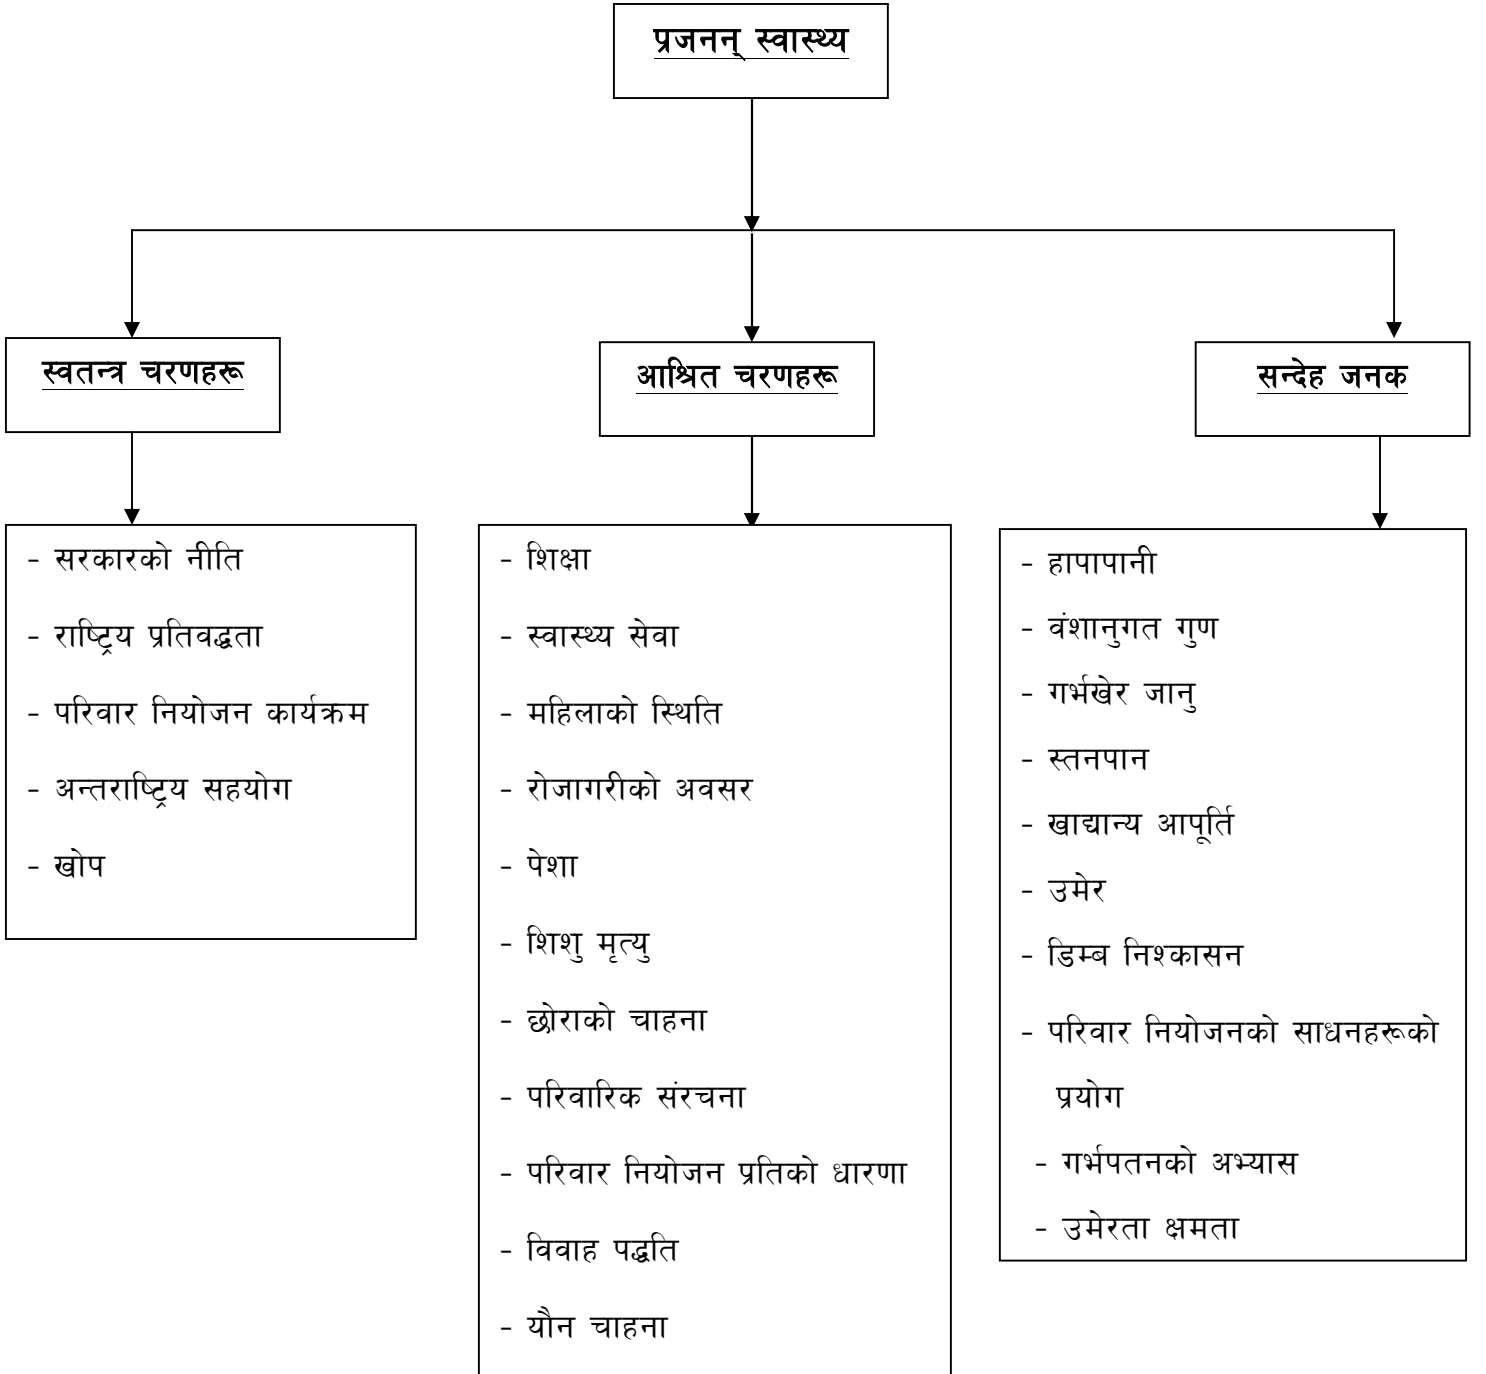 प्रजनन् स्वास्थ्य
स्वतन्त्र चरणहरू
आश्रित चरणहरू
सन्देह जनक
- सरकारको नीति
- राष्ट्रिय प्रतिवद्धता
- परिवार नियोजन कार्यक्रम
- अन्तराष्ट्रिय सहयोग
- खोप
- शिक्षा
- स्वास्थ्य सेवा
- महिलाको स्थिति
- रोजागरीको अवसर
- पेशा
- शिशु मृत्यु
- छोराको चाहना
- परिवारिक संरचना
- परिवार नियोजन प्रतिको धारणा
- विवाह पद्धति
- यौन चाहना
- हापापानी
- वंशानुगत गुण
- गर्भखेर जानु
- स्तनपान
- खाद्यान्य आपूर्ति
- उमेर
- डिम्ब निश्कासन
- परिवार नियोजनको साधनहरूको
प्रयोग
- गर्भपतनको अभ्यास
- उमेरता क्षमता